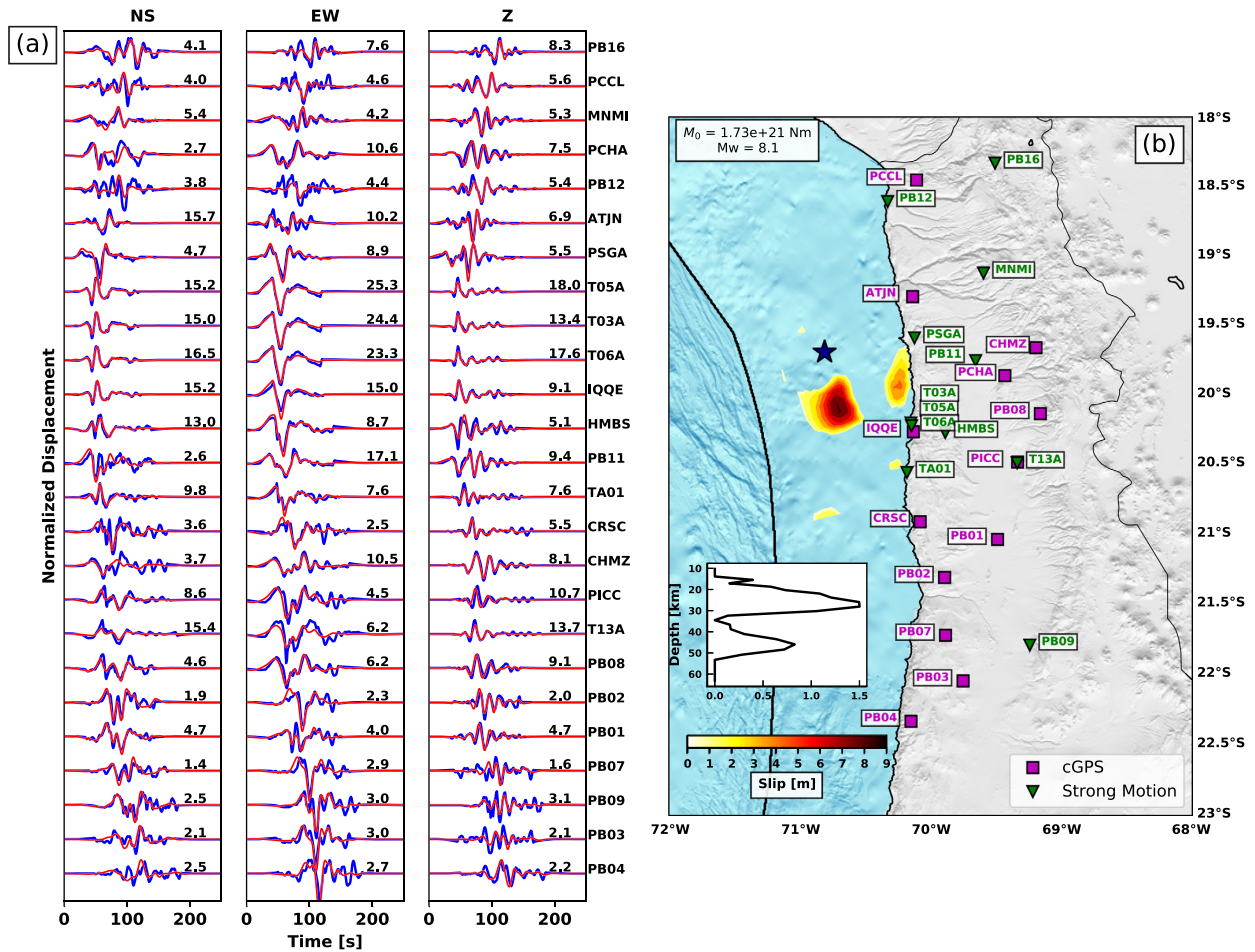 (a)
NS EW Z
4.1 7.6 8.3 PB16
4.0 4.6 5.6 PCCL
5.4 4.2 5.3 MNMI
2.7 10.6 7.5 PCHA
3.8 4.4 5.4 PB12
15.7 10.2 6.9 ATJN
4.7 8.9 5.5 PSGA
15.2 25.3 18.0 T05A
15.0 24.4 13.4 T03A
16.5 23.3 17.6 T06A
15.2 15.0 9.1 IQQE
13.0 8.7 5.1 HMBS
2.6 17.1 9.4 PB11
9.8 7.6 7.6 TA01
3.6 2.5 5.5 CRSC
3.7 10.5 8.1 CHMZ
8.6 4.5 10.7 PICC
15.4 6.2 13.7 T13A
4.6 6.2 9.1 PB08
1.9 2.3 2.0 PB02
4.7 4.0 4.7 PB01
1.4 2.9 1.6 PB07
2.5 3.0 3.1 PB09
2.1 3.0 2.1 PB03
2.5 2.7 2.2 PB04
Normalized Displacement
0 100 200 0 100 200 0 100 200
Time [s]
(b)
M0 = 1.73e+21 Nm
Mw = 8.1
PB16
PCCL
PB12
MNMI
ATJN
PSGA
CHMZ
PB11
PCHA
T03A
T05A
PB08
T06A
IQQE
HMBS
PICC
T13A
TA01
CRSC
PB01
PB02
PB07
PB09
PB03
PB04
18°S
18.5°S
19°S
19.5°S
20°S
20.5°S
21°S
21.5°S
22°S
22.5°S
23°S
72°W 71°W 70°W 69°W 68°W
Depth [km]
10
20
30
40
50
60
0.0 0.5 1.0 1.5
0 1 2 3 4 5 6 7 8 9
Slip [m]
cGPS
Strong Motion